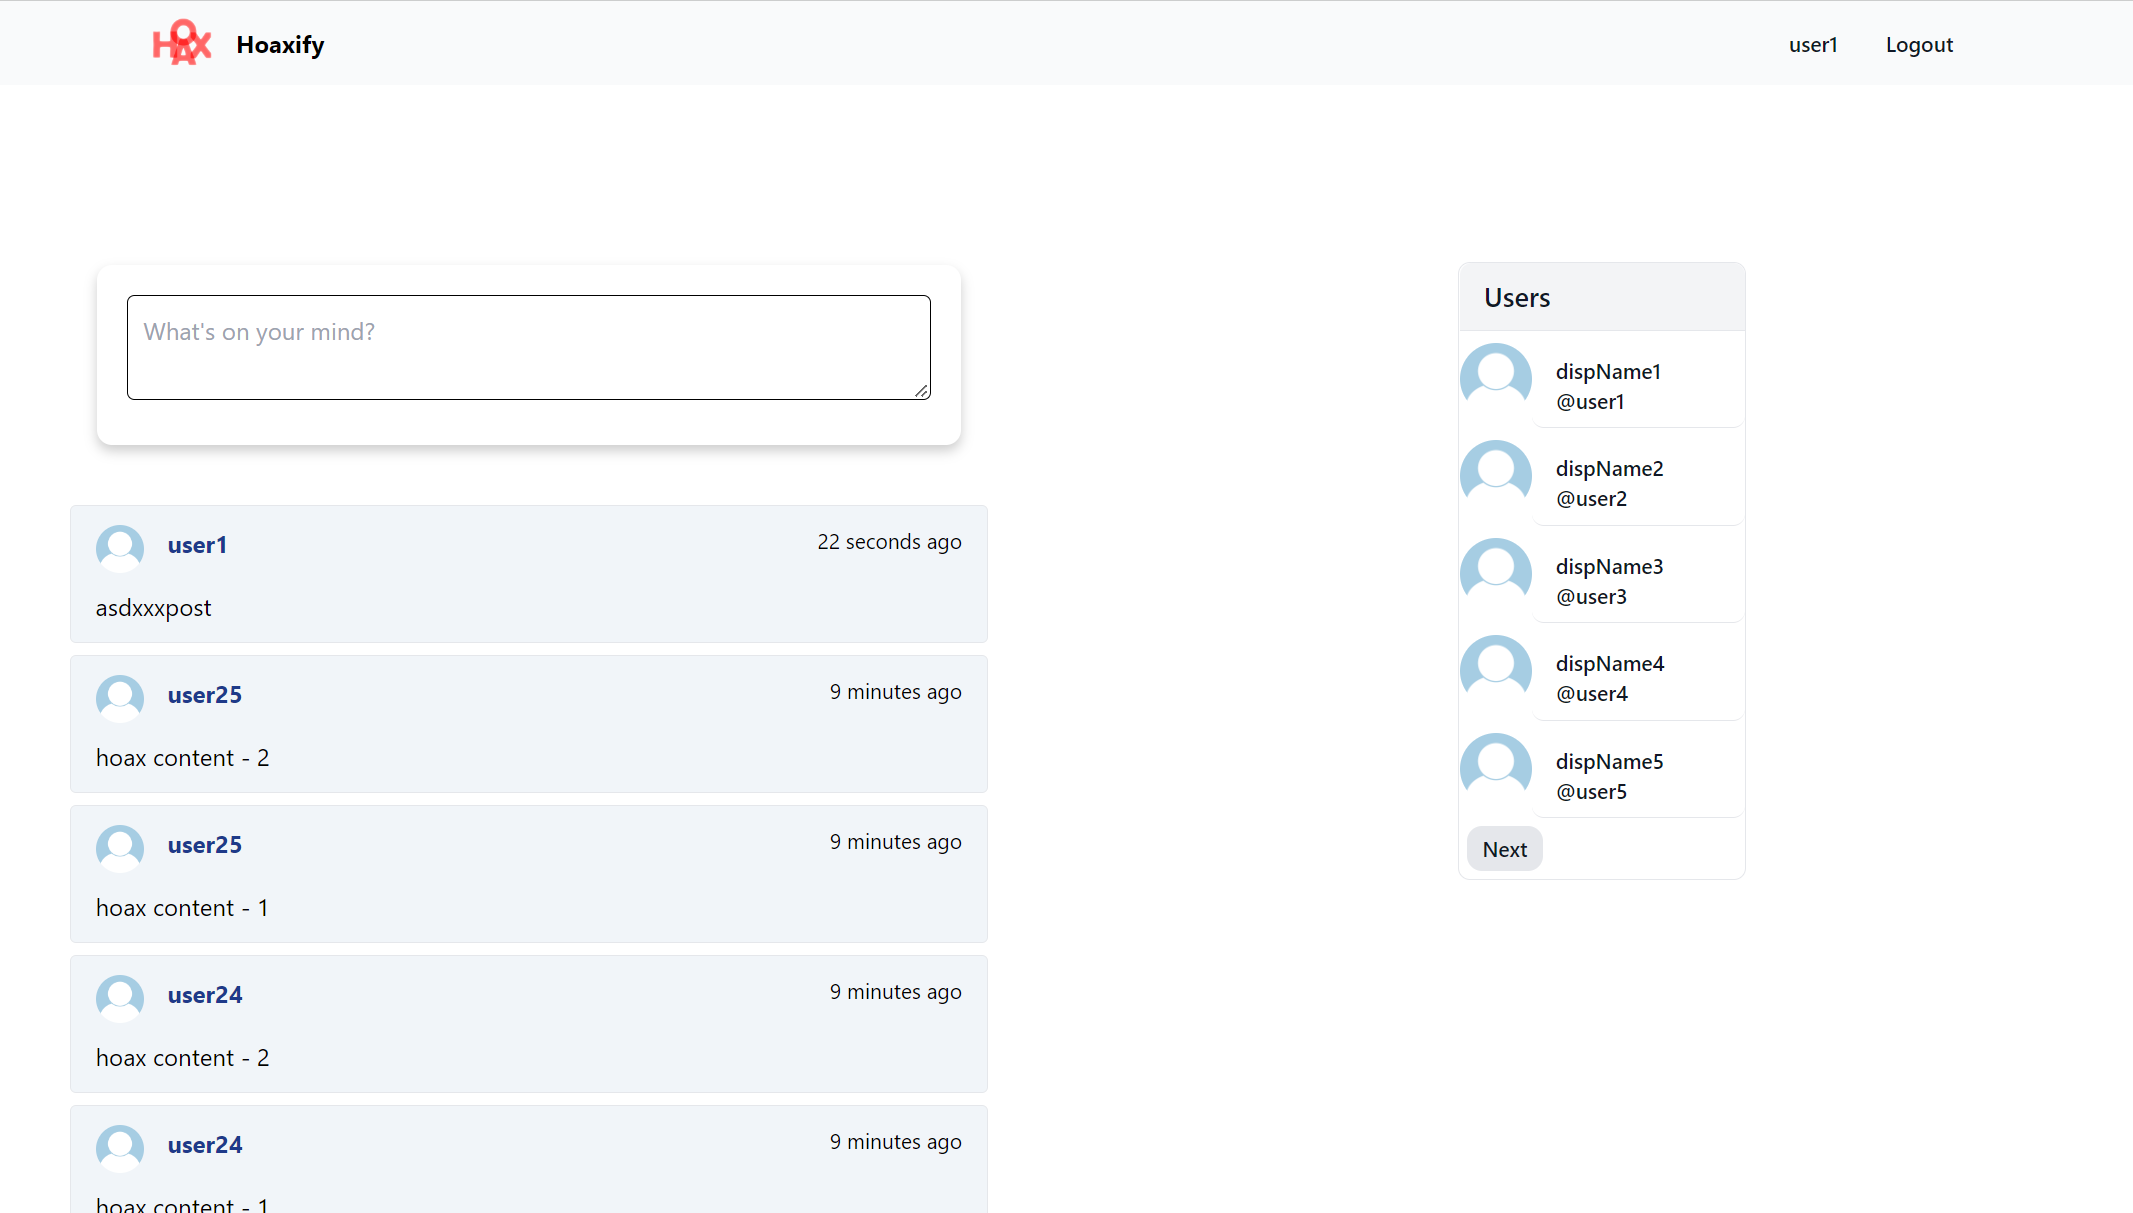 HOAX
Hoaxify
user1
Logout
What's on your mind?
user1
22 seconds ago
asdxxxpost
user25
9 minutes ago
hoax content - 2
user25
9 minutes ago
hoax content - 1
user24
9 minutes ago
hoax content - 2
user24
9 minutes ago
hoax content - 1
Users
dispName1
@user1
dispName2
@user2
dispName3
@user3
dispName4
@user4
dispName5
@user5
Next